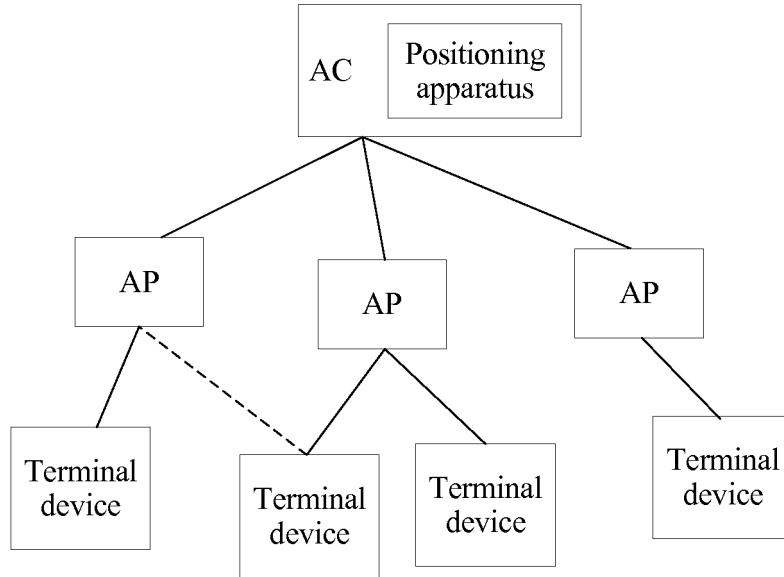 AC
Positioning
apparatus
AP
AP
AP
Terminal
device
Terminal
device
Terminal
device
Terminal
device